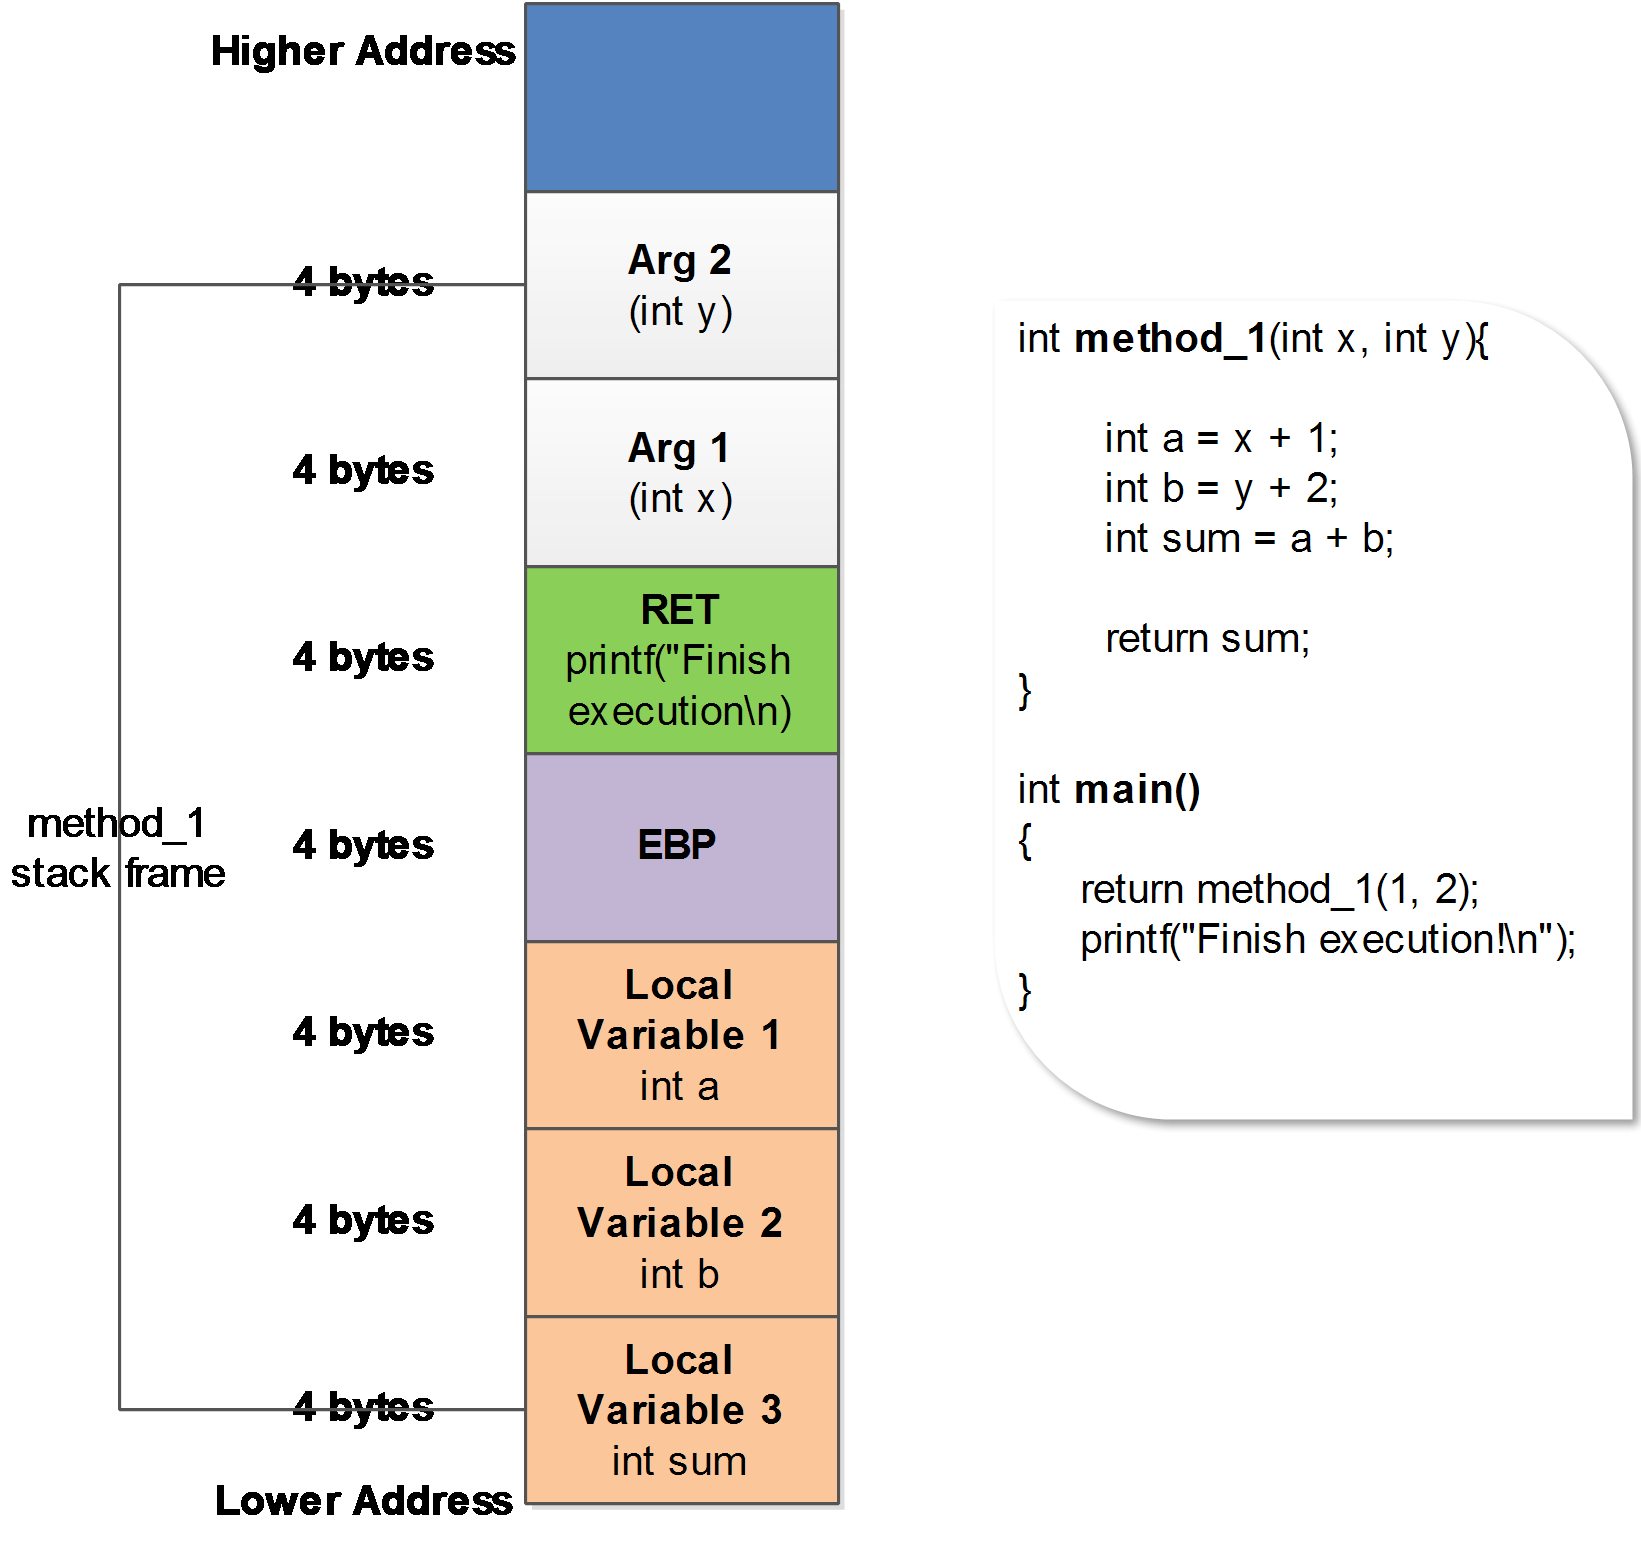 Higher Address
4 bytes
Arg 2
(int y)
4 bytes
Arg 1
(int x)
4 bytes
RET
printf("Finish
execution\n)
method_1
stack frame
4 bytes
EBP
4 bytes
Local
Variable 1
int a
4 bytes
Local
Variable 2
int b
4 bytes
Local
Variable 3
int sum
Lower Address
int method_1(int x, int y){
int a = x + 1;
int b = y + 2;
int sum = a + b;
return sum;
}
int main()
{
return method_1(1, 2);
printf("Finish execution!\n");
}